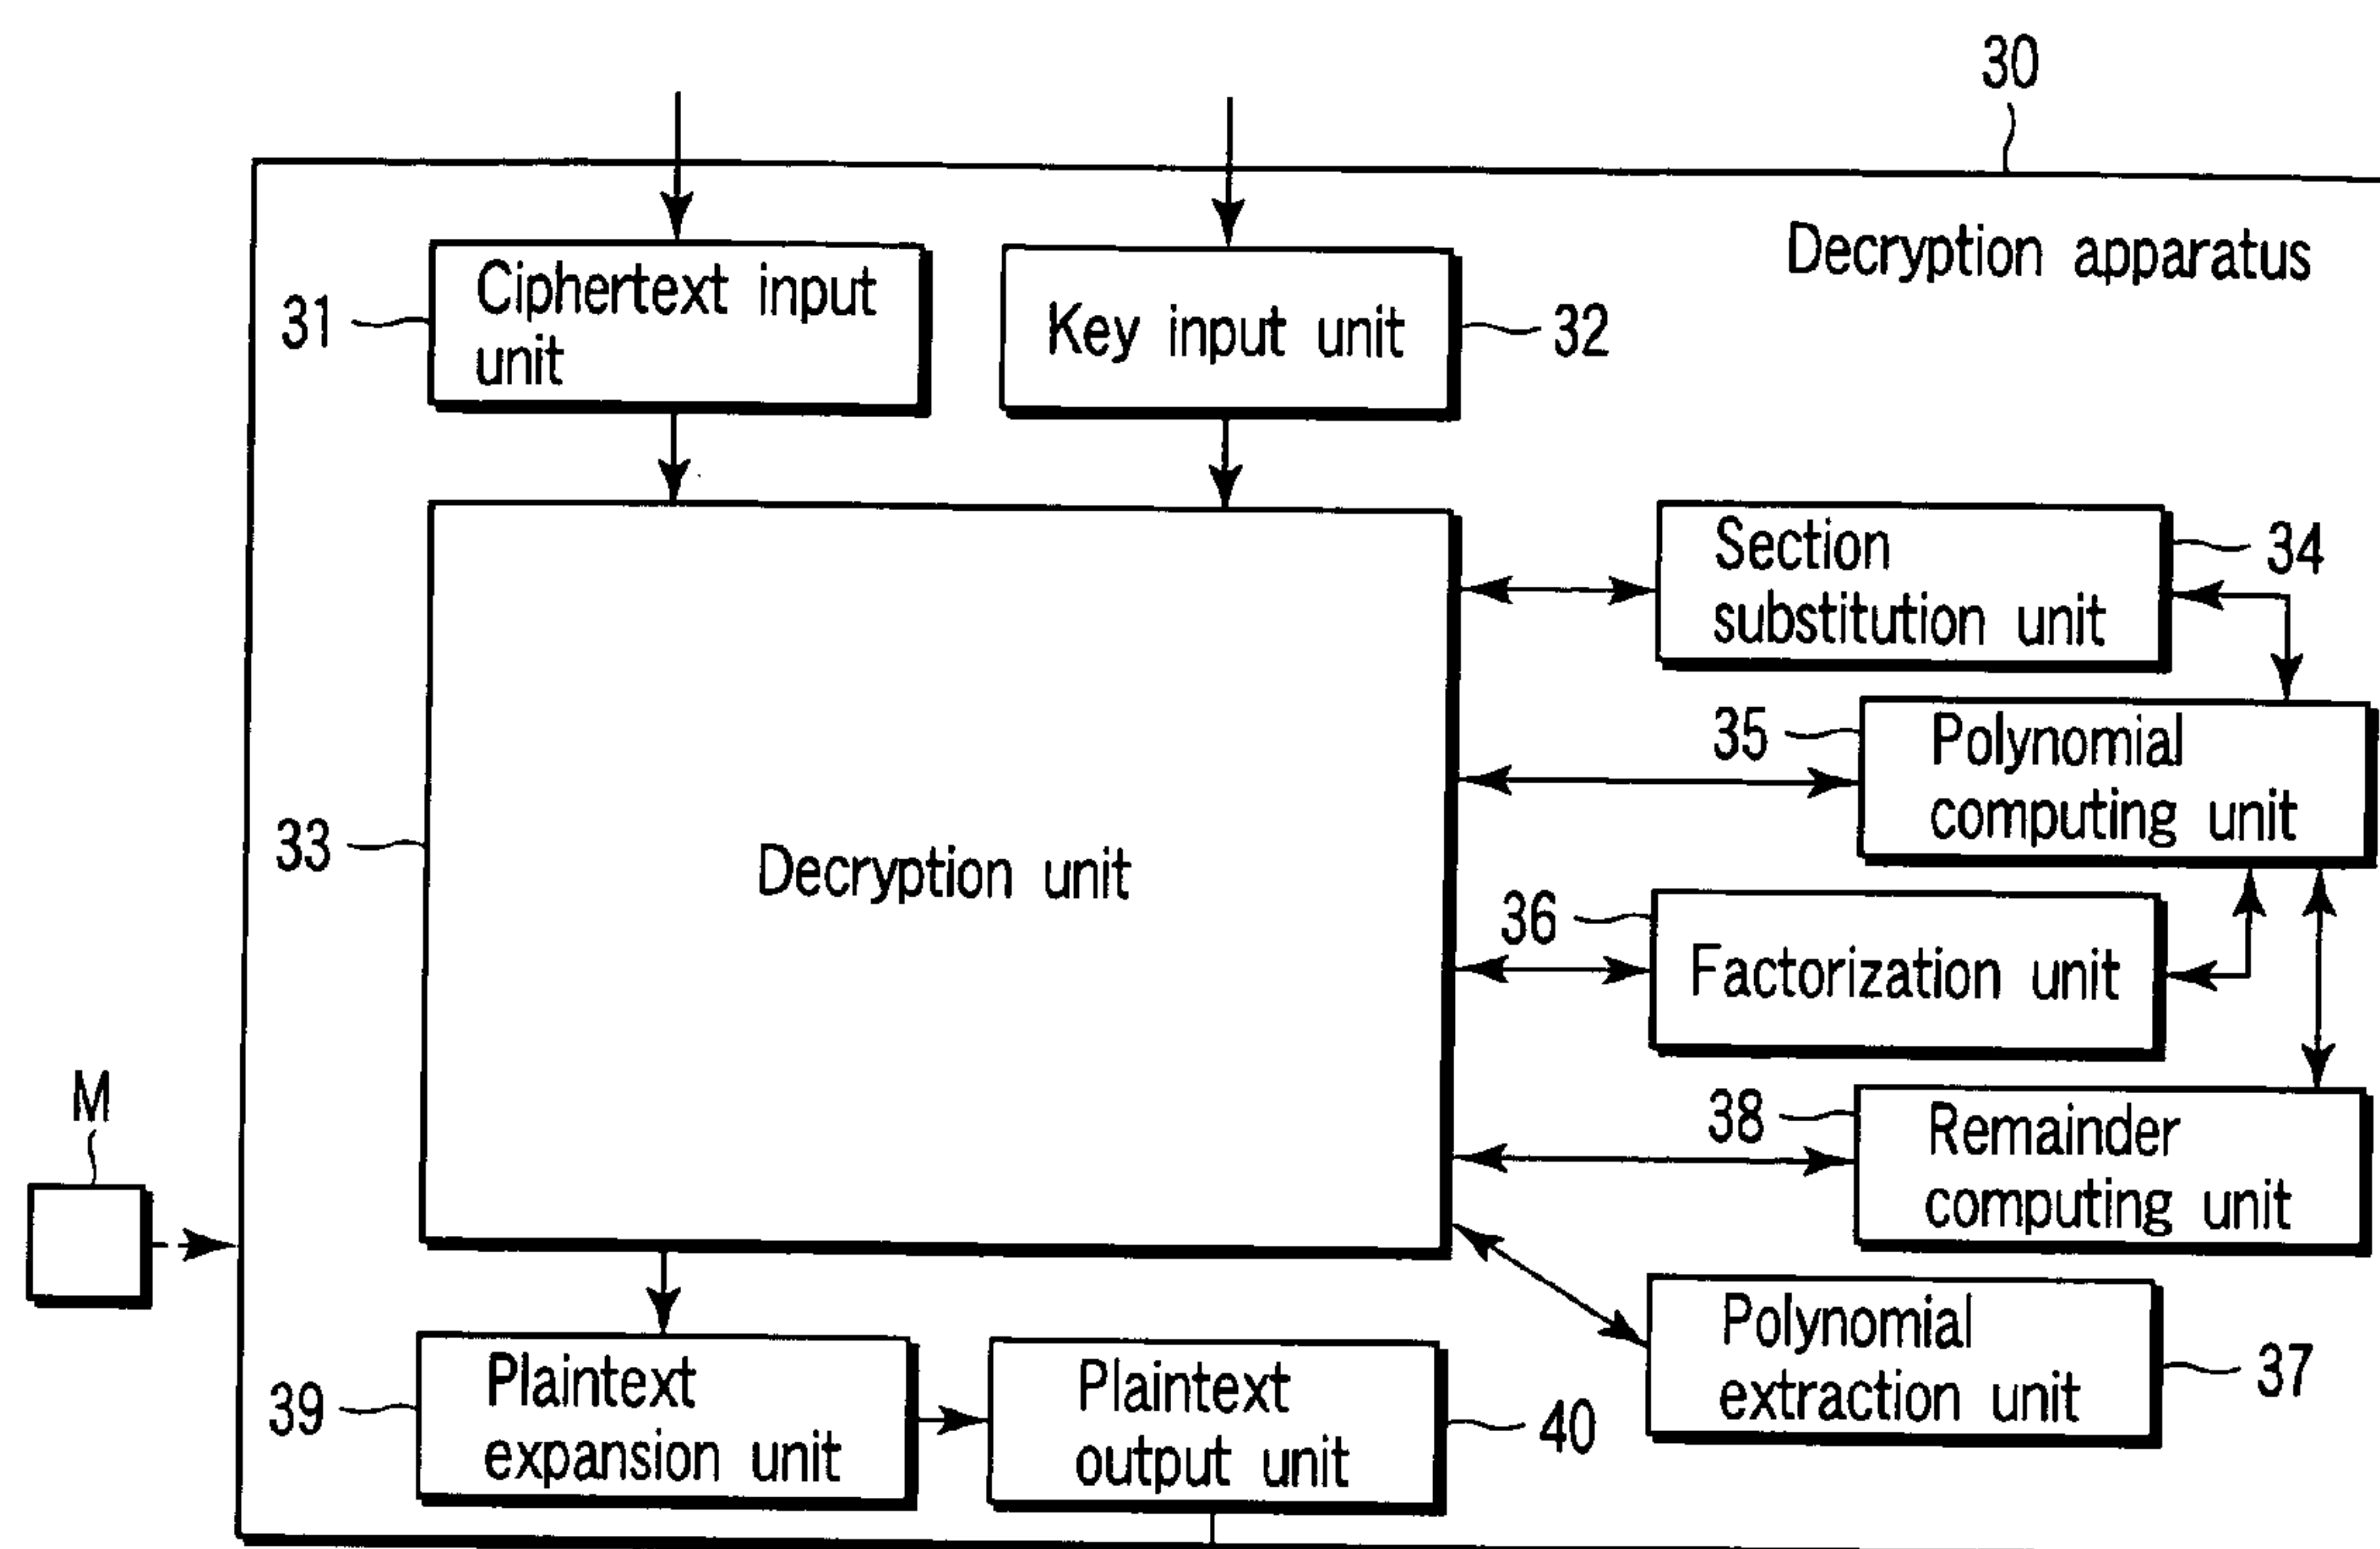 30
Decryption apparatus
31
Ciphertext input
unit
Key input unit
32
Section
substitution unit
34
35
Polynomial
computing unit
33
Decryption unit
36
Factorization unit
38
Remainder
computing unit
M
Polynomial
extraction unit
37
39
Plaintext
expansion unit
Plaintext
output unit
40